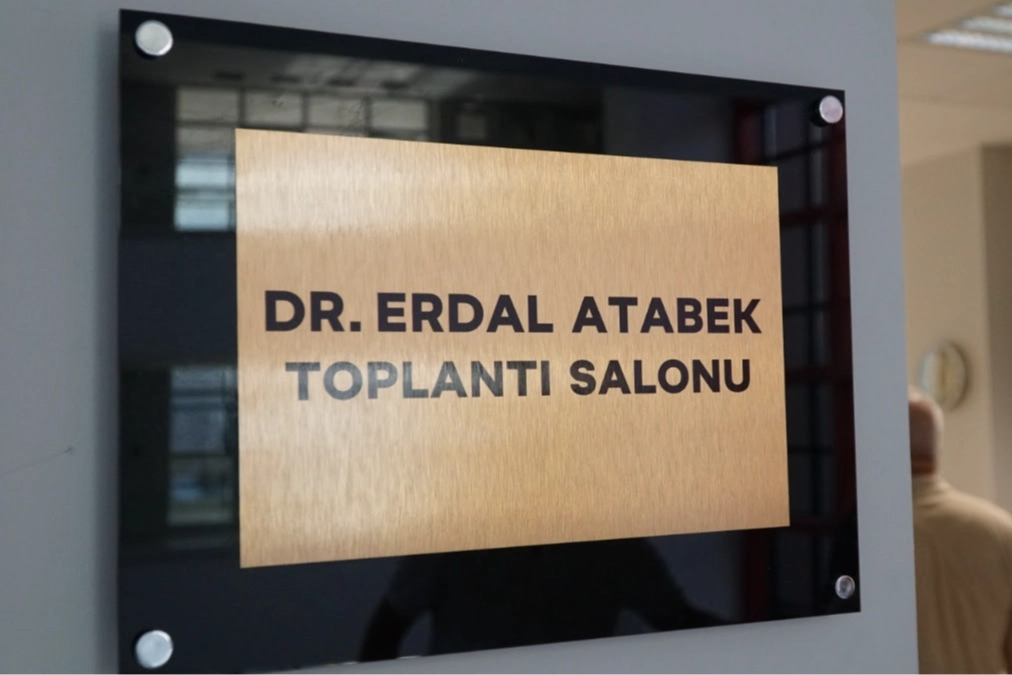 DR. ERDAL ATABEK
TOPLANTI SALONU